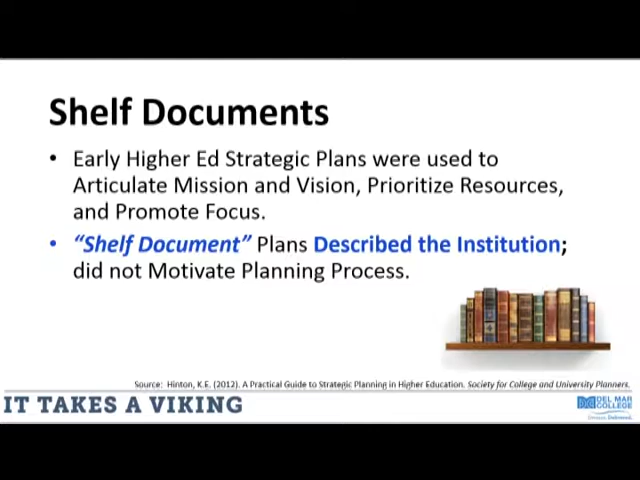 Shelf Documents
• Early Higher Ed Strategic Plans were used to
Articulate Mission and Vision, Prioritize Resources,
and Promote Focus.
• “Shelf Document” Plans Described the Institution;
did not Motivate Planning Process.
Source: Hinton, K.E. (2012). A Practical Guide to Strategic Planning in Higher Education. Society for College and University Planners.
IT TAKES A VIKING
DEL MAR
COLLEGE